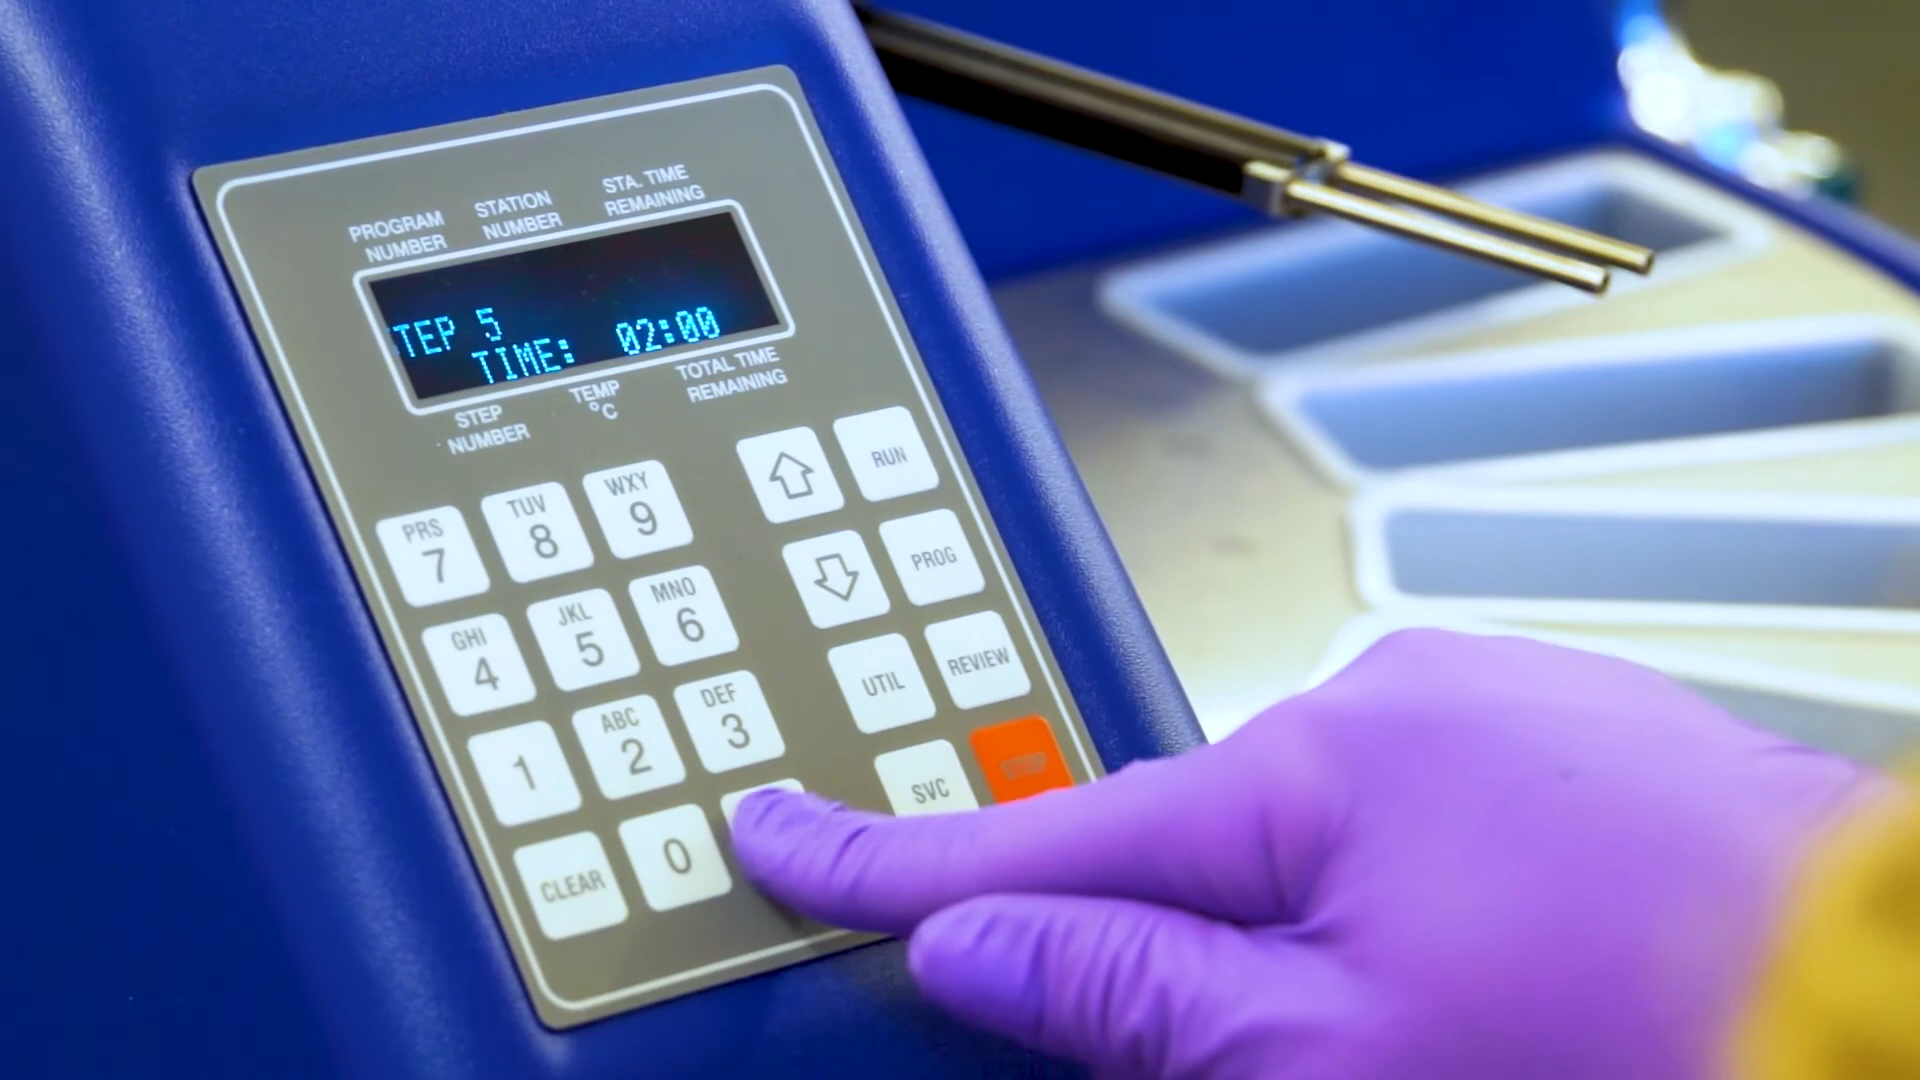 PROGRAM
NUMBER
STATION
NUMBER
STA. TIME
REMAINING
TEP 5
TIME: 02:00
STEP
NUMBER
TEMP
°C
TOTAL TIME
REMAINING
RUN
PRS
7
TUV
8
WXY
9
PROG
GHI
4
JKL
5
MNO
6
UTIL
REVIEW
1
ABC
2
DEF
3
SVC
STOP
CLEAR
0